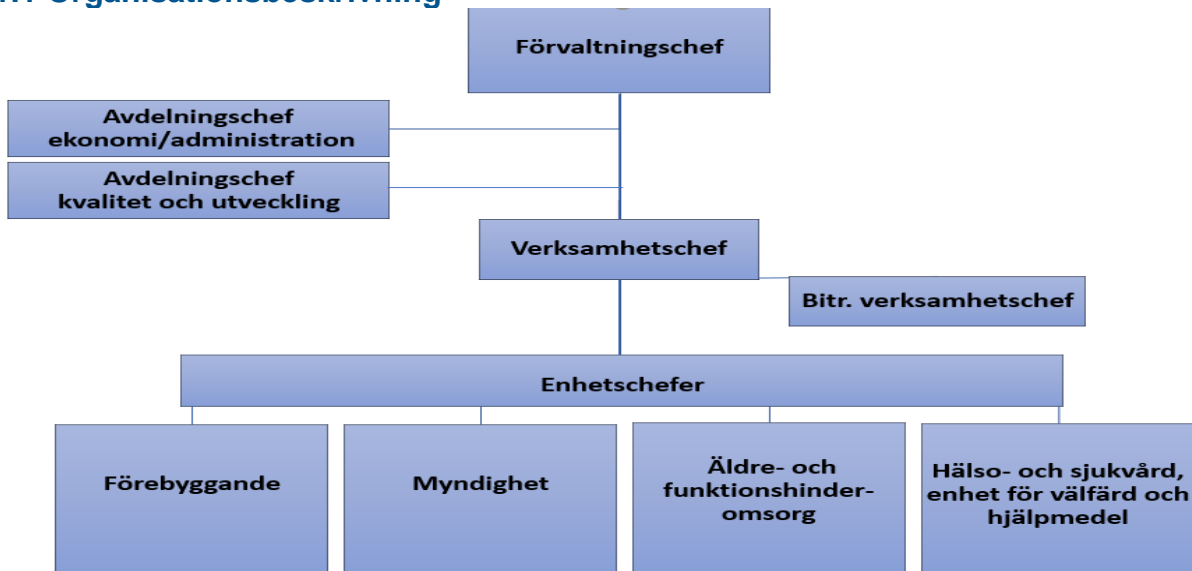 Organisationsbeskrivning
Förvaltningschef
Avdelningschef
ekonomi/administration
Avdelningschef
kvalitet och utveckling
Verksamhetschef
Bitr. verksamhetschef
Enhetschefer
Förebyggande
Myndighet
Äldre- och
funktionshinder-
omsorg
Hälso- och sjukvård,
enhet för välfärd och
hjälpmedel